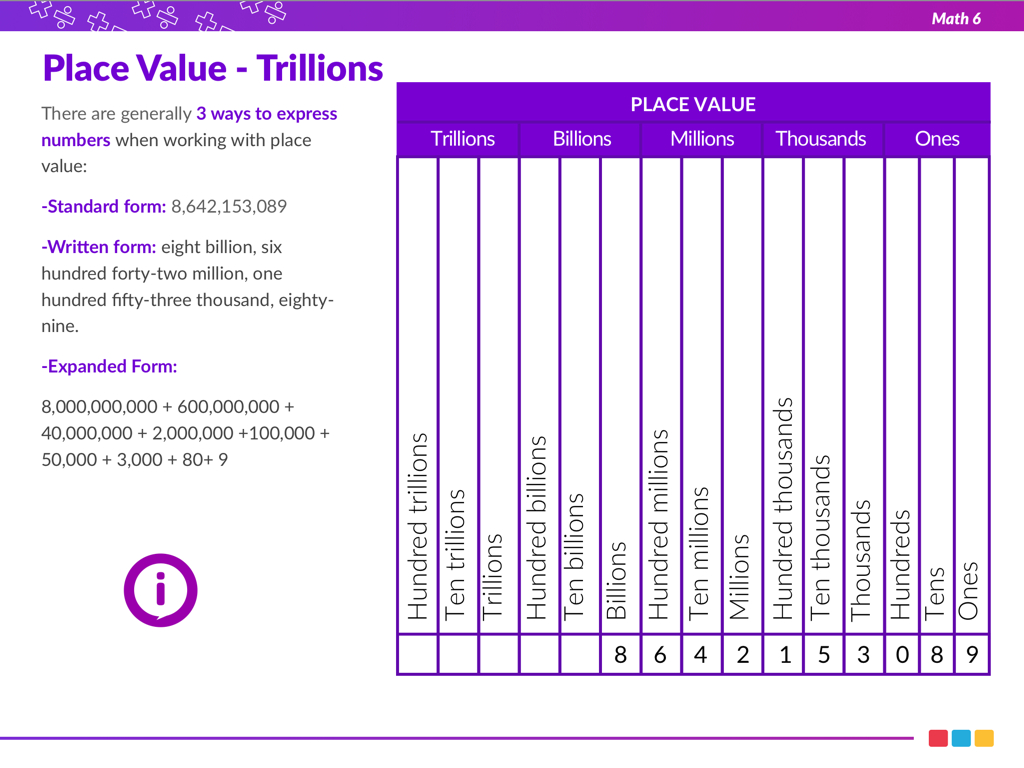 Math 6
Place Value - Trillions
There are generally 3 ways to express
numbers when working with place
value:
-Standard form: 8,642,153,089
-Written form: eight billion, six
hundred forty-two million, one
hundred fifty-three thousand, eighty-
nine.
-Expanded Form:
8,000,000,000 + 600,000,000 +
40,000,000 + 2,000,000 +100,000 +
50,000 + 3,000 + 80+ 9
PLACE VALUE
Trillions Billions Millions Thousands Ones
Hundred trillions
Ten trillions
Trillions
Hundred billions
Ten billions
Billions
Hundred millions
Ten millions
Millions
Hundred thousands
Ten thousands
Thousands
Hundreds
Tens
Ones
8 6 4 2 1 5 3 0 8 9